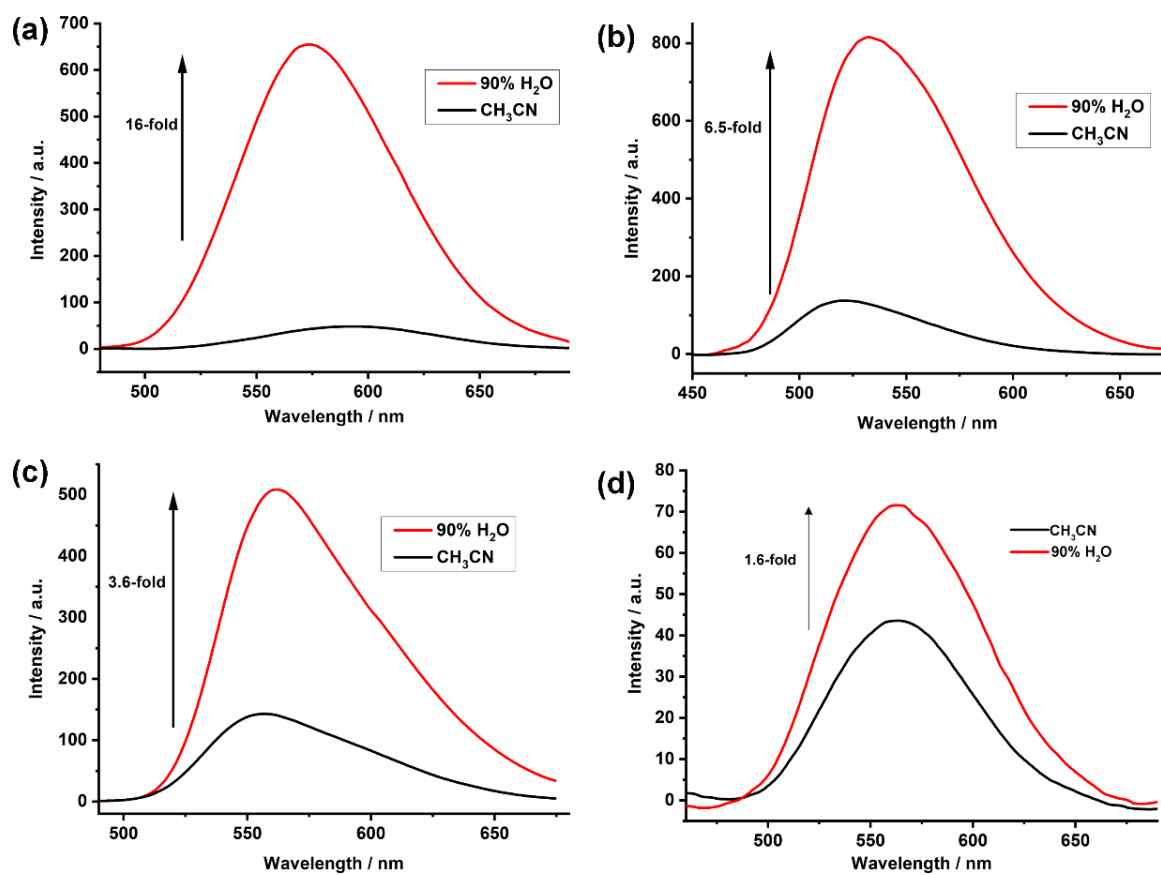 (a)
700
600
500
400
300
200
100
0
Intensity / a.u.
16-fold
90% H₂O
CH₃CN
500
550
600
650
Wavelength / nm
(b)
800
600
400
200
0
Intensity / a.u.
6.5-fold
90% H₂O
CH₃CN
450
500
550
600
650
Wavelength / nm
(c)
500
400
300
200
100
0
Intensity / a.u.
3.6-fold
90% H₂O
CH₃CN
500
550
600
650
Wavelength / nm
(d)
80
70
60
50
40
30
20
10
0
Intensity / a.u.
1.6-fold
CH₃CN
90% H₂O
500
550
600
650
Wavelength / nm